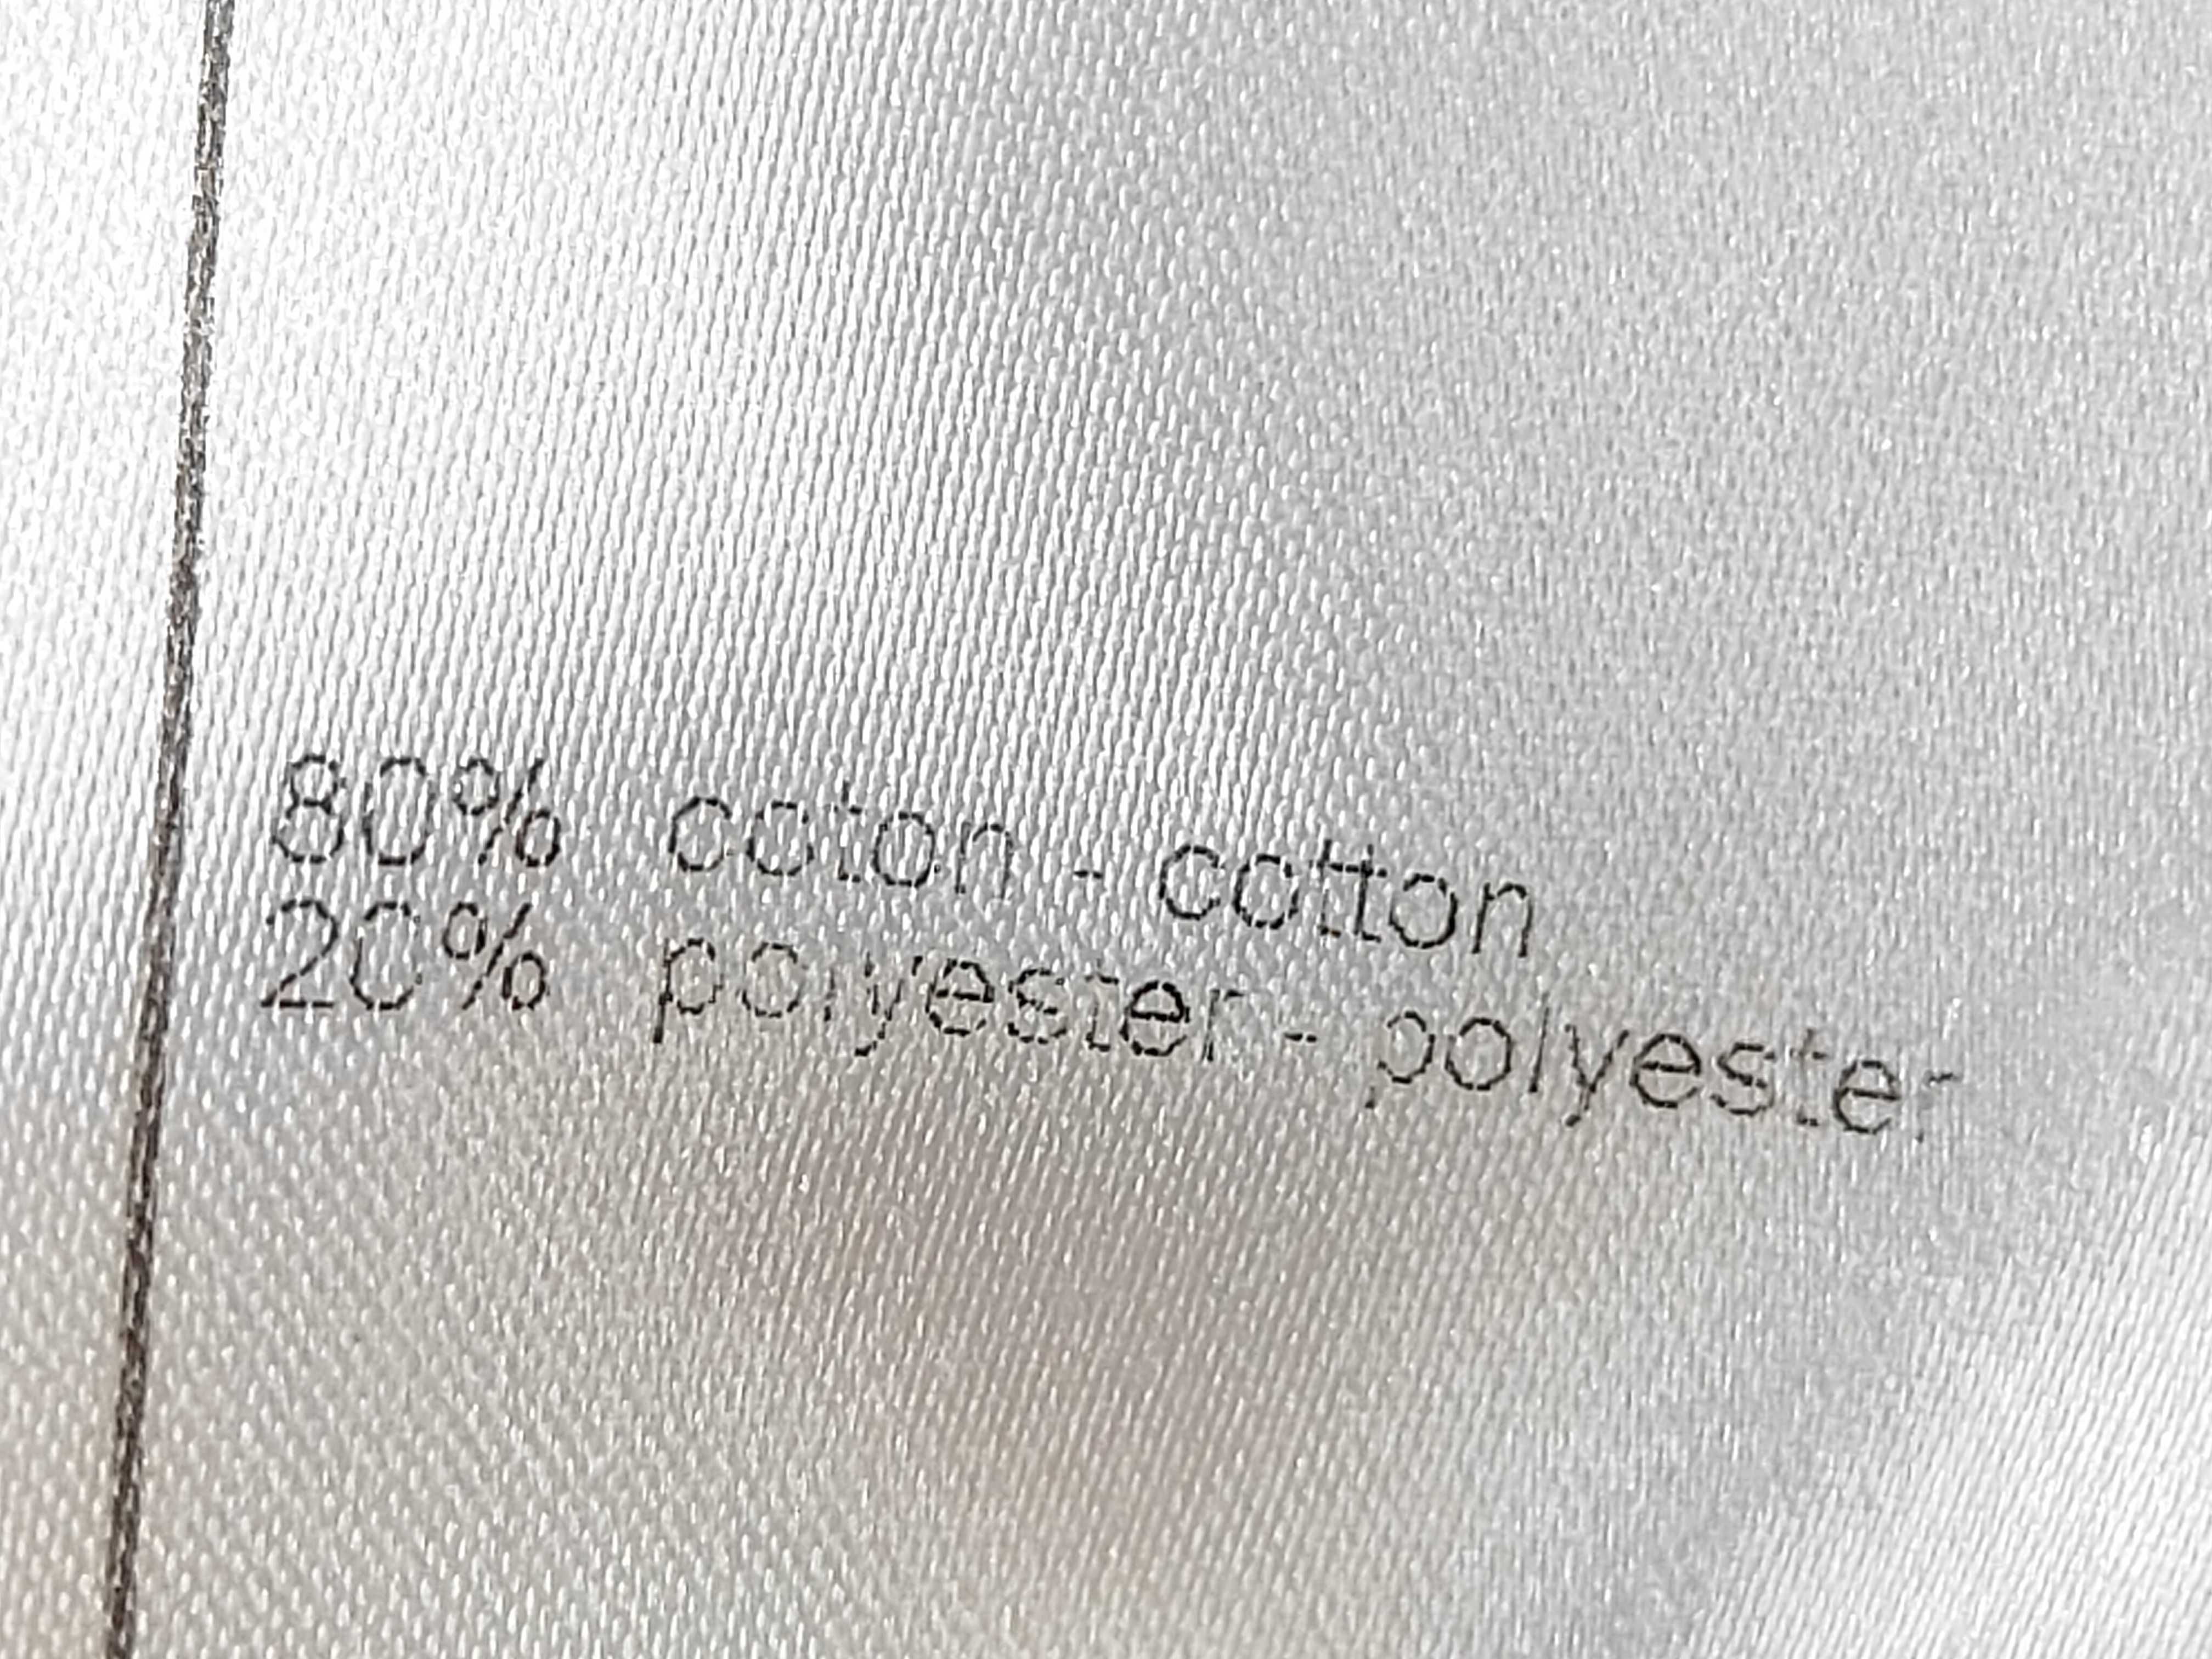 80% coton - cotton
20% polyester - polyester